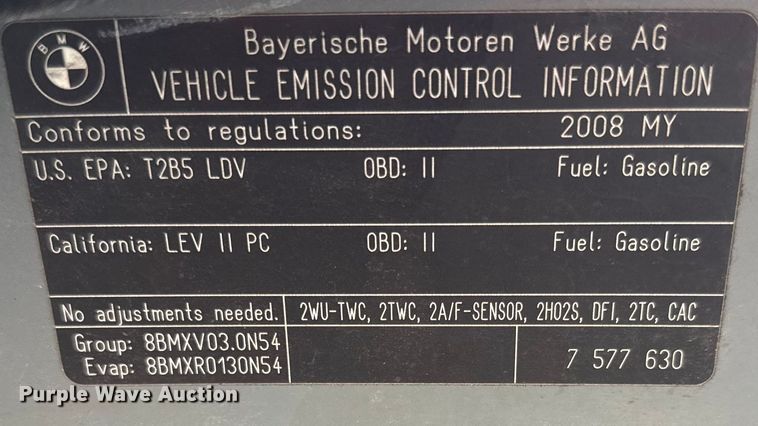 BMW
Bayerische Motoren Werke AG
VEHICLE EMISSION CONTROL INFORMATION
Conforms to regulations: 2008 MY
U.S. EPA: T2B5 LDV OBD: II Fuel: Gasoline
California: LEV II PC OBD: II Fuel: Gasoline
No adjustments needed. 2WU-TWC, 2TWC, 2A/F-SENSOR, 2HO2S, DFI, 2TC, CAC
Group: 8BMXV03.0N54
Evap: 8BMXR0130N54
7 577 630
Purple Wave Auction